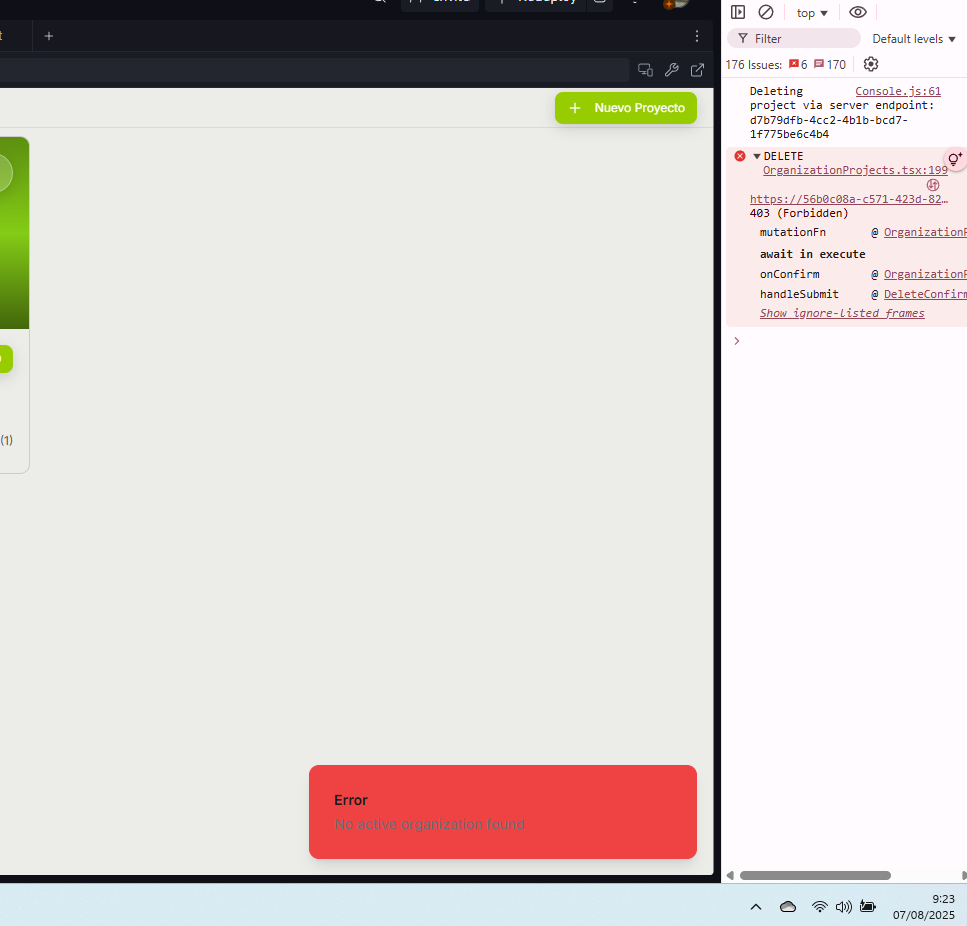 top
Filter
Default levels
176 Issues: 6 170
Nuevo Proyecto
Deleting Console.js:61
project via server endpoint:
d7b79dfb-4cc2-4b1b-bcd7-
1f775be6c4b4
DELETE
OrganizationProjects.tsx:199
https://56b0c08a-c571-423d-82…
403 (Forbidden)
mutationFn @ OrganizationP
await in execute
onConfirm @ OrganizationP
handleSubmit @ DeleteConfirm
Show ignore-listed frames
(1)
Error
No active organization found
9:23
07/08/2025